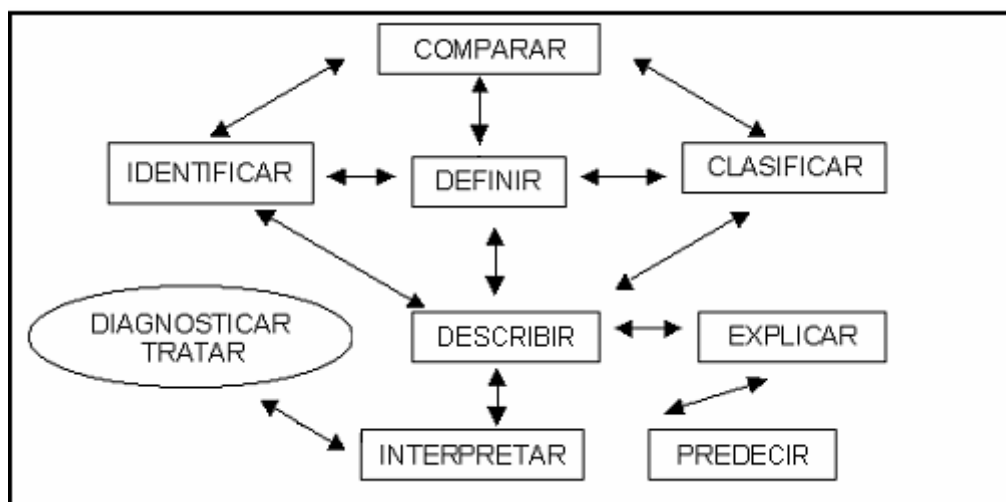 COMPARAR
IDENTIFICAR
DEFINIR
CLASIFICAR
DIAGNOSTICAR
TRATAR
DESCRIBIR
EXPLICAR
INTERPRETAR
PREDECIR